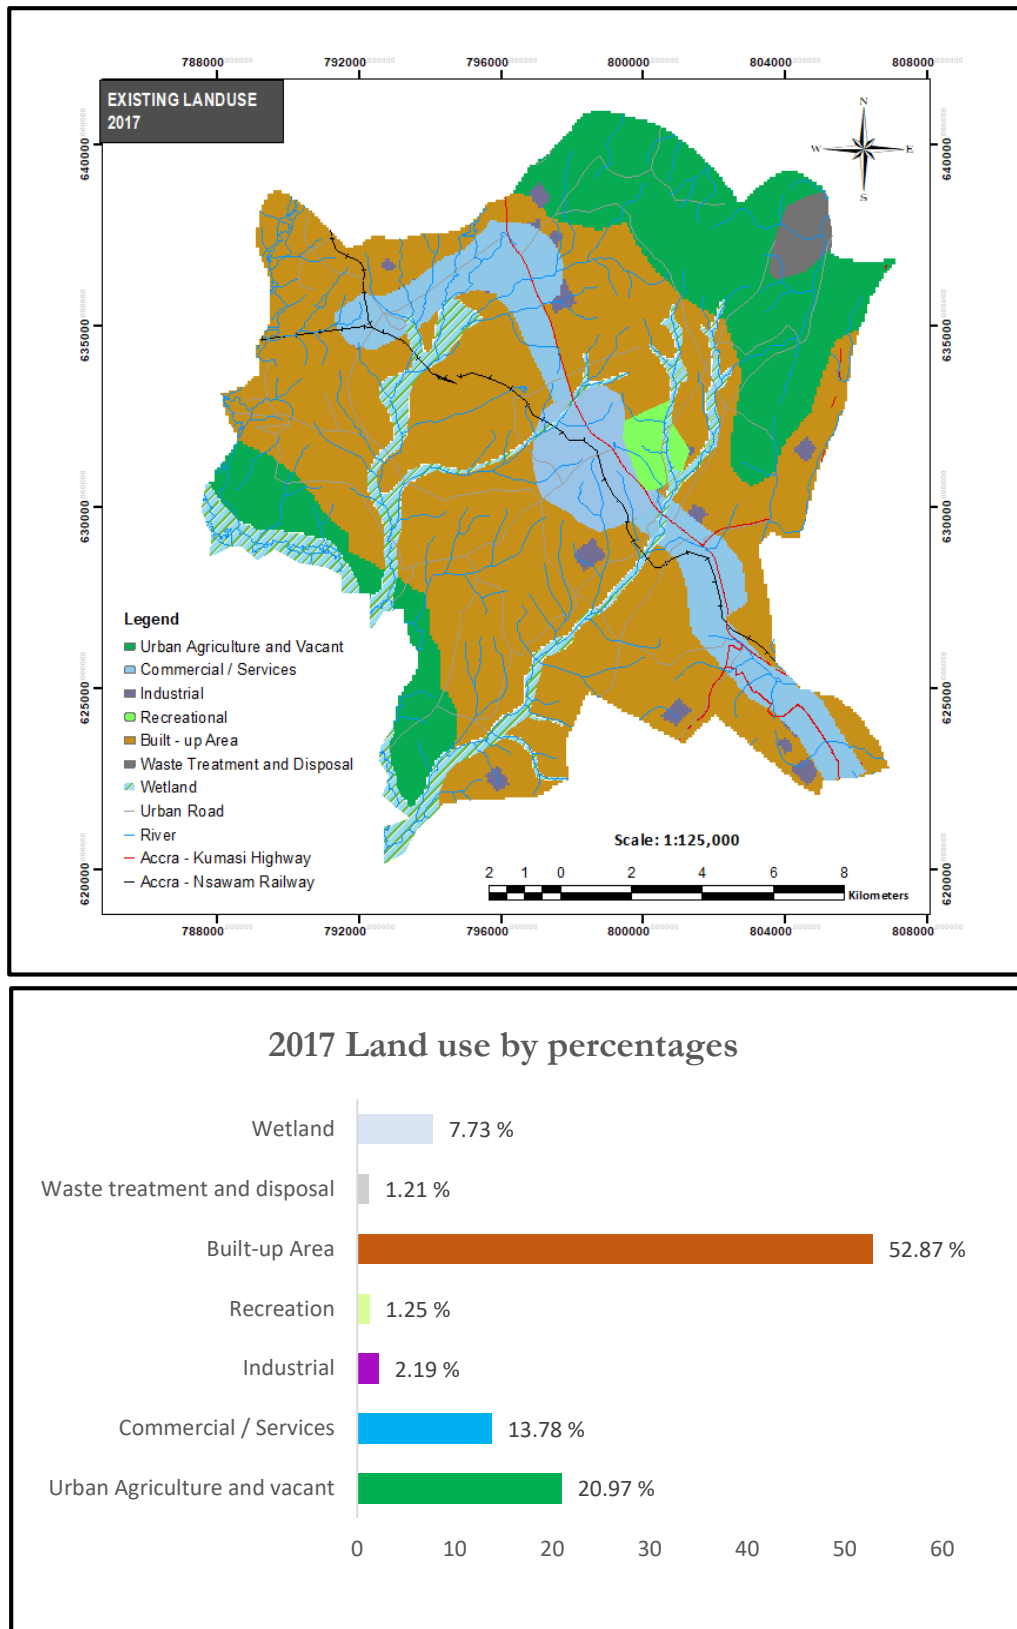 788000 792000 796000 800000 804000 808000
EXISTING LANDUSE
2017
N
W E
S
640000 640000
635000 635000
630000 630000
625000 625000
620000 620000
Legend
Urban Agriculture and Vacant
Commercial / Services
Industrial
Recreational
Built - up Area
Waste Treatment and Disposal
Wetland
Urban Road
River
Accra - Kumasi Highway
Accra - Nsawam Railway
Scale: 1:125,000
2 1 0 2 4 6 8
Kilometers
788000 792000 796000 800000 804000 808000
2017 Land use by percentages
Wetland 7.73 %
Waste treatment and disposal 1.21 %
Built-up Area 52.87 %
Recreation 1.25 %
Industrial 2.19 %
Commercial / Services 13.78 %
Urban Agriculture and vacant 20.97 %
0 10 20 30 40 50 60